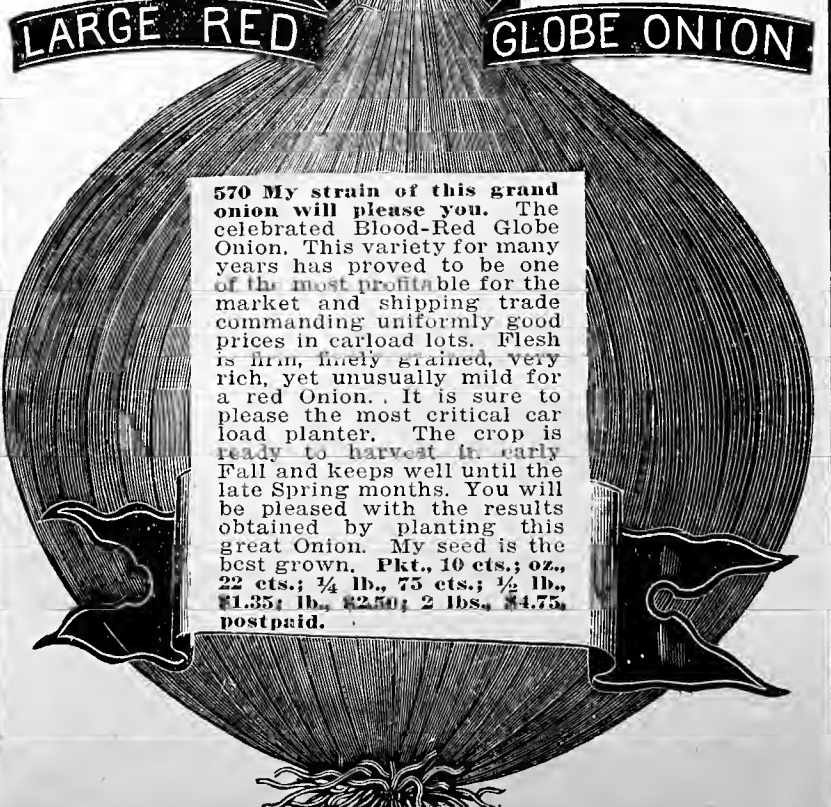 LARGE RED GLOBE ONION
570 My strain of this grand
onion will please you. The
celebrated Blood-Red Globe
Onion. This variety for many
years has proved to be one
of the most profitable for the
market and shipping trade
commanding uniformly good
prices in carload lots. Flesh
is firm, finely grained, very
rich, yet unusually mild for
a red Onion. . It is sure to
please the most critical car
load planter. The crop is
ready to harvest in early
Fall and keeps well until the
late Spring months. You will
be pleased with the results
obtained by planting this
great Onion. My seed is the
best grown. Pkt., 10 cts.; oz.,
22 cts.; ¼ lb., 75 cts.; ½ lb.,
$1.35; lb., $2.50; 2 lbs., $4.75,
postpaid.